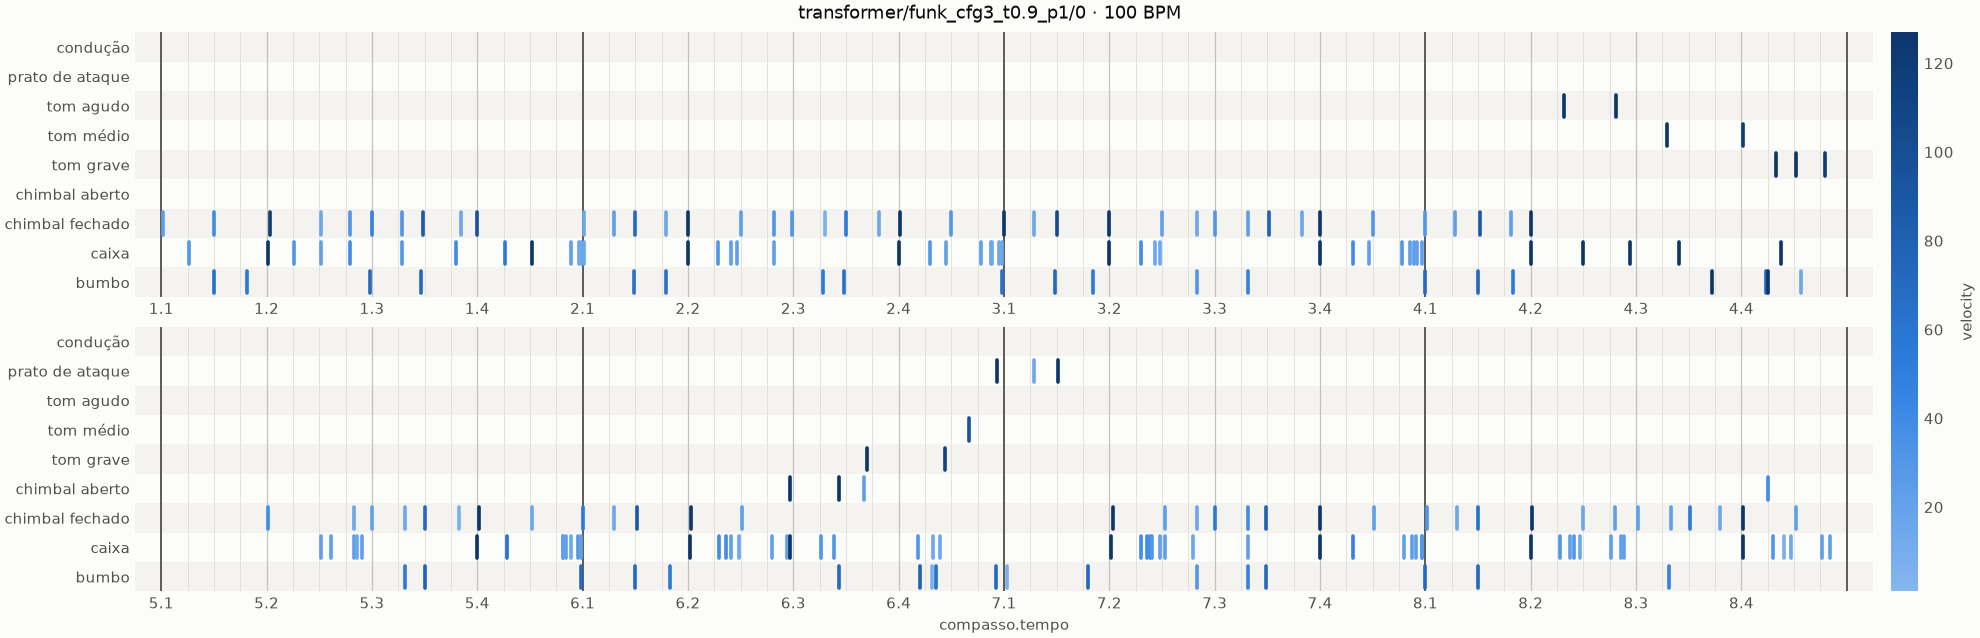 transformer/funk_cfg3_t0.9_p1/0 · 100 BPM
condução
prato de ataque
tom agudo
tom médio
tom grave
chimbal aberto
chimbal fechado
caixa
bumbo
1.1 1.2 1.3 1.4 2.1 2.2 2.3 2.4 3.1 3.2 3.3 3.4 4.1 4.2 4.3 4.4
condução
prato de ataque
tom agudo
tom médio
tom grave
chimbal aberto
chimbal fechado
caixa
bumbo
5.1 5.2 5.3 5.4 6.1 6.2 6.3 6.4 7.1 7.2 7.3 7.4 8.1 8.2 8.3 8.4
compasso.tempo
120
100
80
60
40
20
velocity